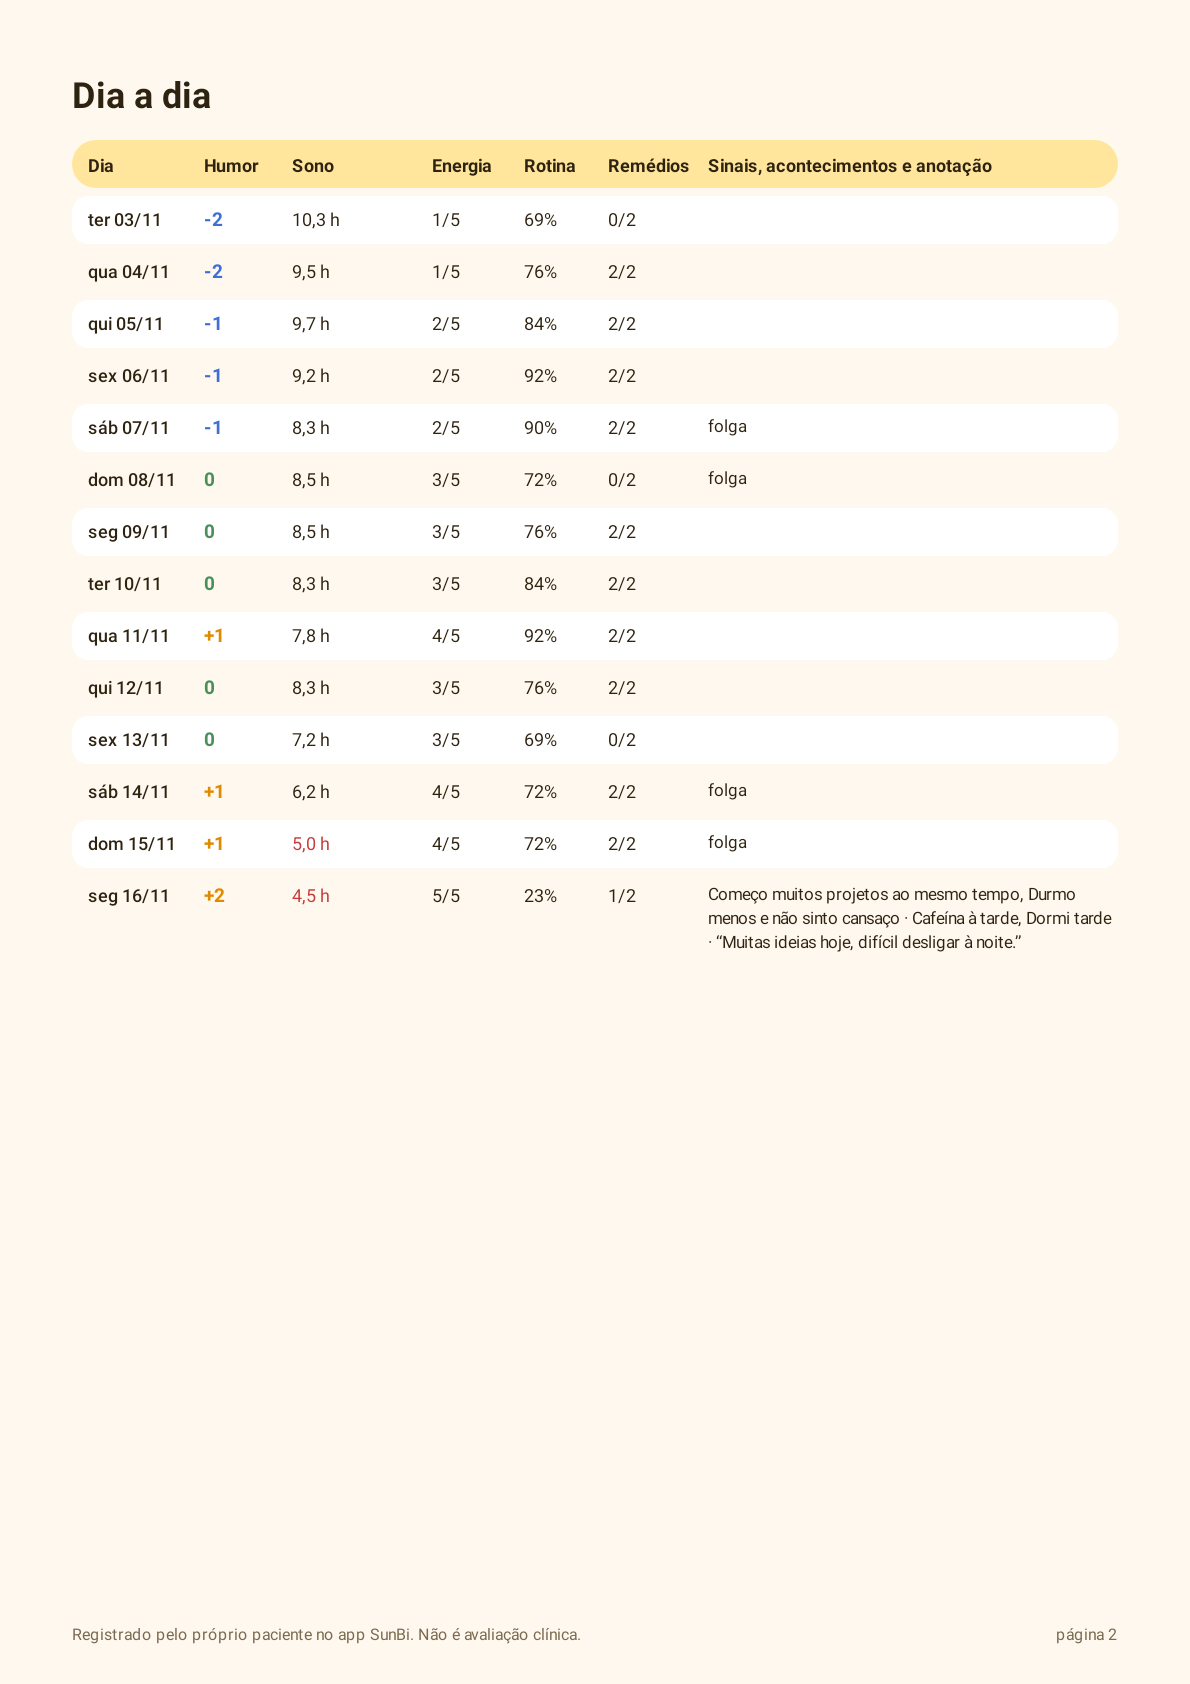 Dia a dia
Dia Humor Sono Energia Rotina Remédios Sinais, acontecimentos e anotação
ter 03/11 -2 10,3 h 1/5 69% 0/2
qua 04/11 -2 9,5 h 1/5 76% 2/2
qui 05/11 -1 9,7 h 2/5 84% 2/2
sex 06/11 -1 9,2 h 2/5 92% 2/2
sáb 07/11 -1 8,3 h 2/5 90% 2/2 folga
dom 08/11 0 8,5 h 3/5 72% 0/2 folga
seg 09/11 0 8,5 h 3/5 76% 2/2
ter 10/11 0 8,3 h 3/5 84% 2/2
qua 11/11 +1 7,8 h 4/5 92% 2/2
qui 12/11 0 8,3 h 3/5 76% 2/2
sex 13/11 0 7,2 h 3/5 69% 0/2
sáb 14/11 +1 6,2 h 4/5 72% 2/2 folga
dom 15/11 +1 5,0 h 4/5 72% 2/2 folga
seg 16/11 +2 4,5 h 5/5 23% 1/2 Começo muitos projetos ao mesmo tempo, Durmo
menos e não sinto cansaço · Cafeína à tarde, Dormi tarde
· “Muitas ideias hoje, difícil desligar à noite.”
Registrado pelo próprio paciente no app SunBi. Não é avaliação clínica. página 2